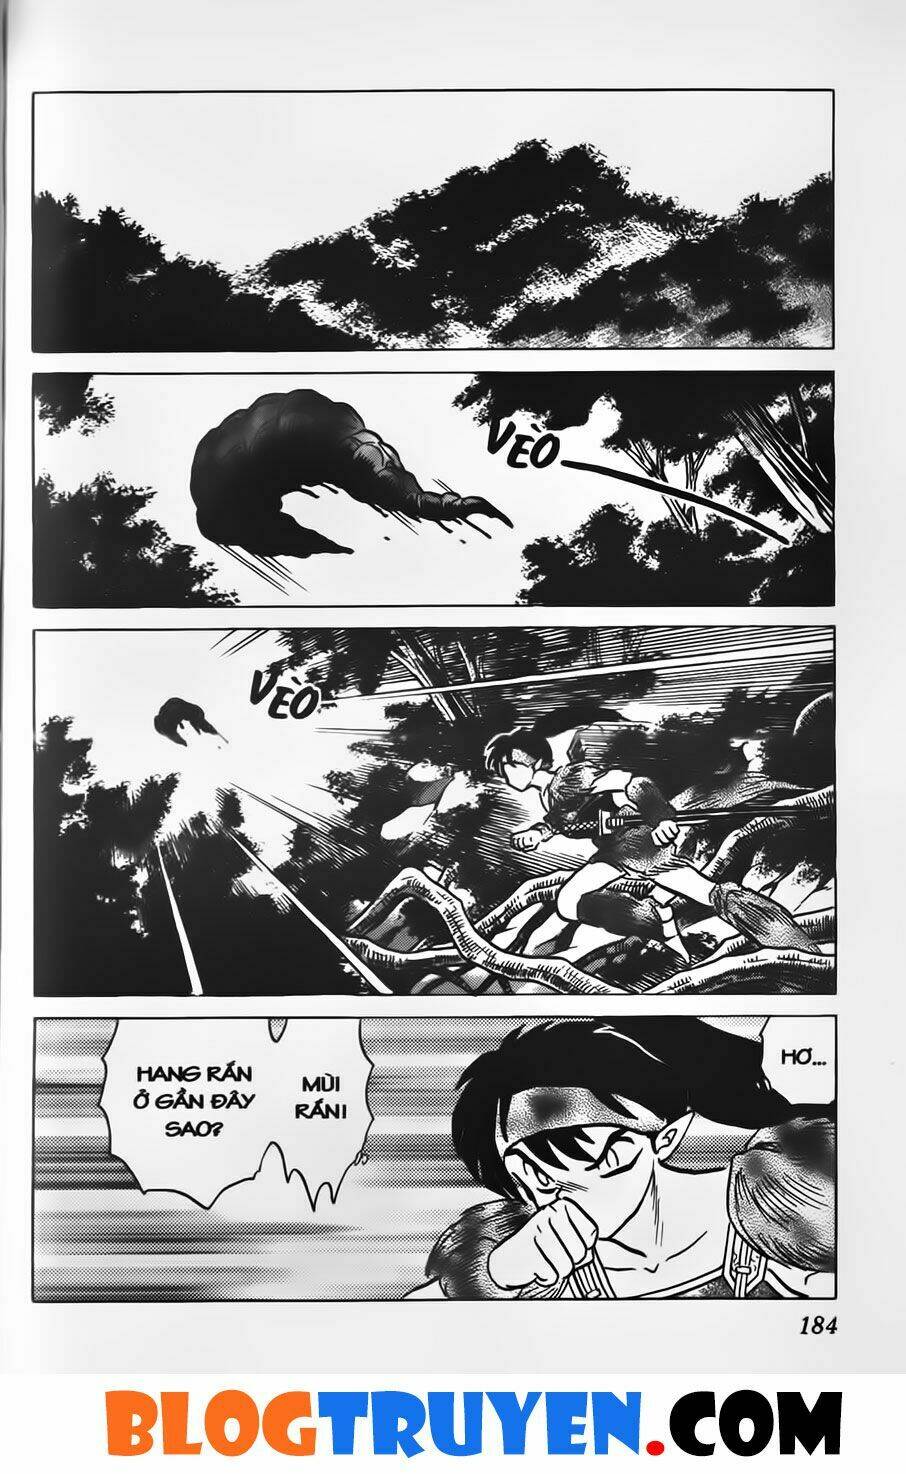 VÈO
VÈO
HƠ...
MÙI
RẮN!
HANG RẮN
Ở GẦN ĐÂY
SAO?
184
BLOGTRUYEN.COM